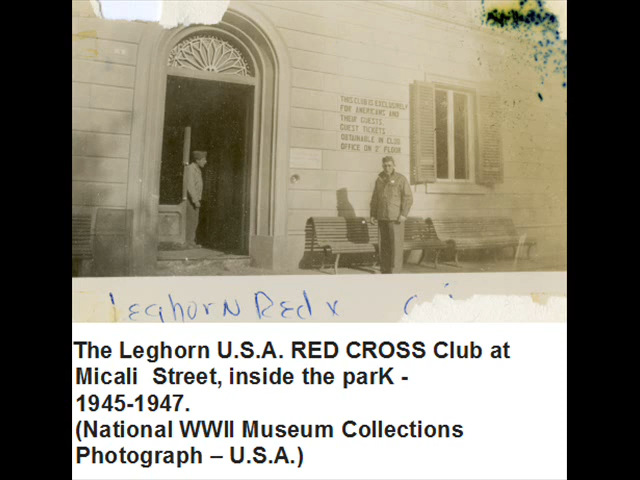 THIS CLUB IS EXCLUSIVELY
FOR AMERICANS AND
THEIR GUESTS.
GUEST TICKETS
OBTAINABLE IN CLUB
OFFICE ON 2° FLOOR
Leghorn Red x
The Leghorn U.S.A. RED CROSS Club at
Micali Street, inside the parK -
1945-1947.
(National WWII Museum Collections
Photograph – U.S.A.)